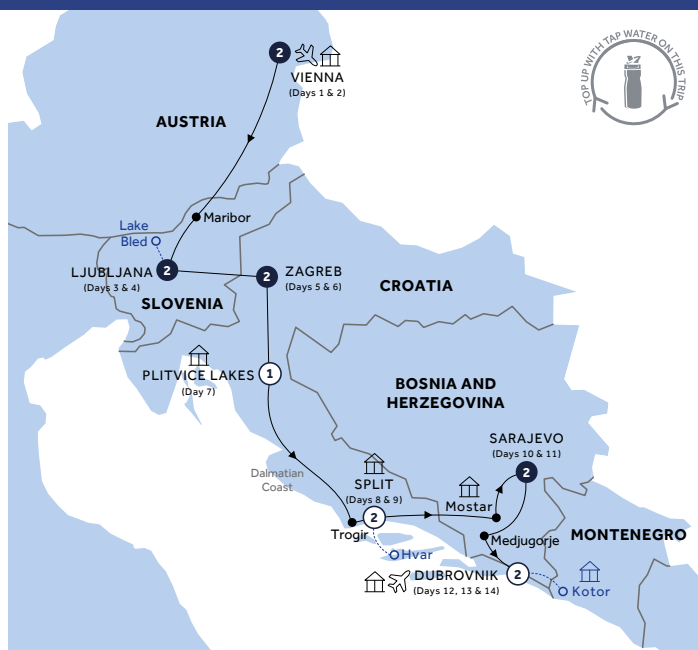 TOP UP WITH TAP WATER ON THIS TRIP
2
VIENNA
(Days 1 & 2)
AUSTRIA
Maribor
Lake
Bled
LJUBLJANA
2
(Days 3 & 4)
SLOVENIA
2
ZAGREB
(Days 5 & 6)
CROATIA
PLITVICE LAKES
1
(Day 7)
BOSNIA AND
HERZEGOVINA
SARAJEVO
(Days 10 & 11)
2
Dalmatian
Coast
SPLIT
(Days 8 & 9)
2
Trogir
Mostar
Medjugorje
MONTENEGRO
Hvar
DUBROVNIK
2
(Days 12, 13 & 14)
Kotor